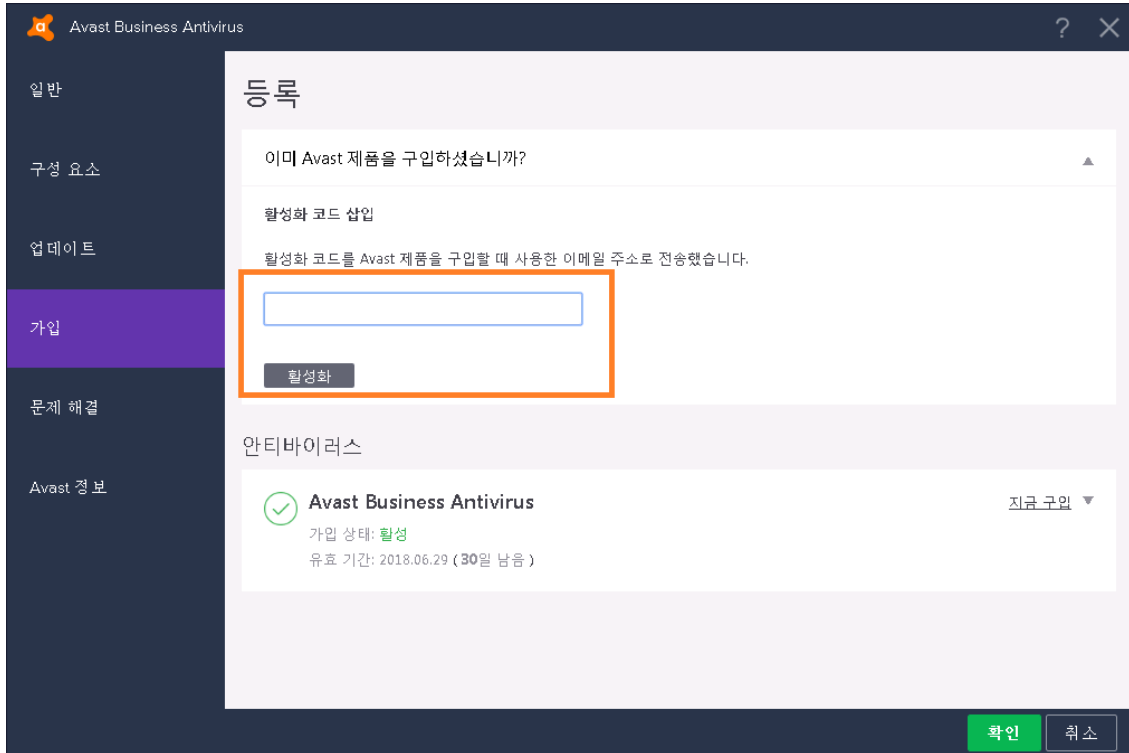 Avast Business Antivirus
일반
구성 요소
업데이트
가입
문제 해결
Avast 정보
등록
이미 Avast 제품을 구입하셨습니까?
활성화 코드 삽입
활성화 코드를 Avast 제품을 구입할 때 사용한 이메일 주소로 전송했습니다.
활성화
안티바이러스
Avast Business Antivirus
지금 구입
가입 상태: 활성
유효 기간: 2018.06.29 ( 30일 남음 )
확인
취소